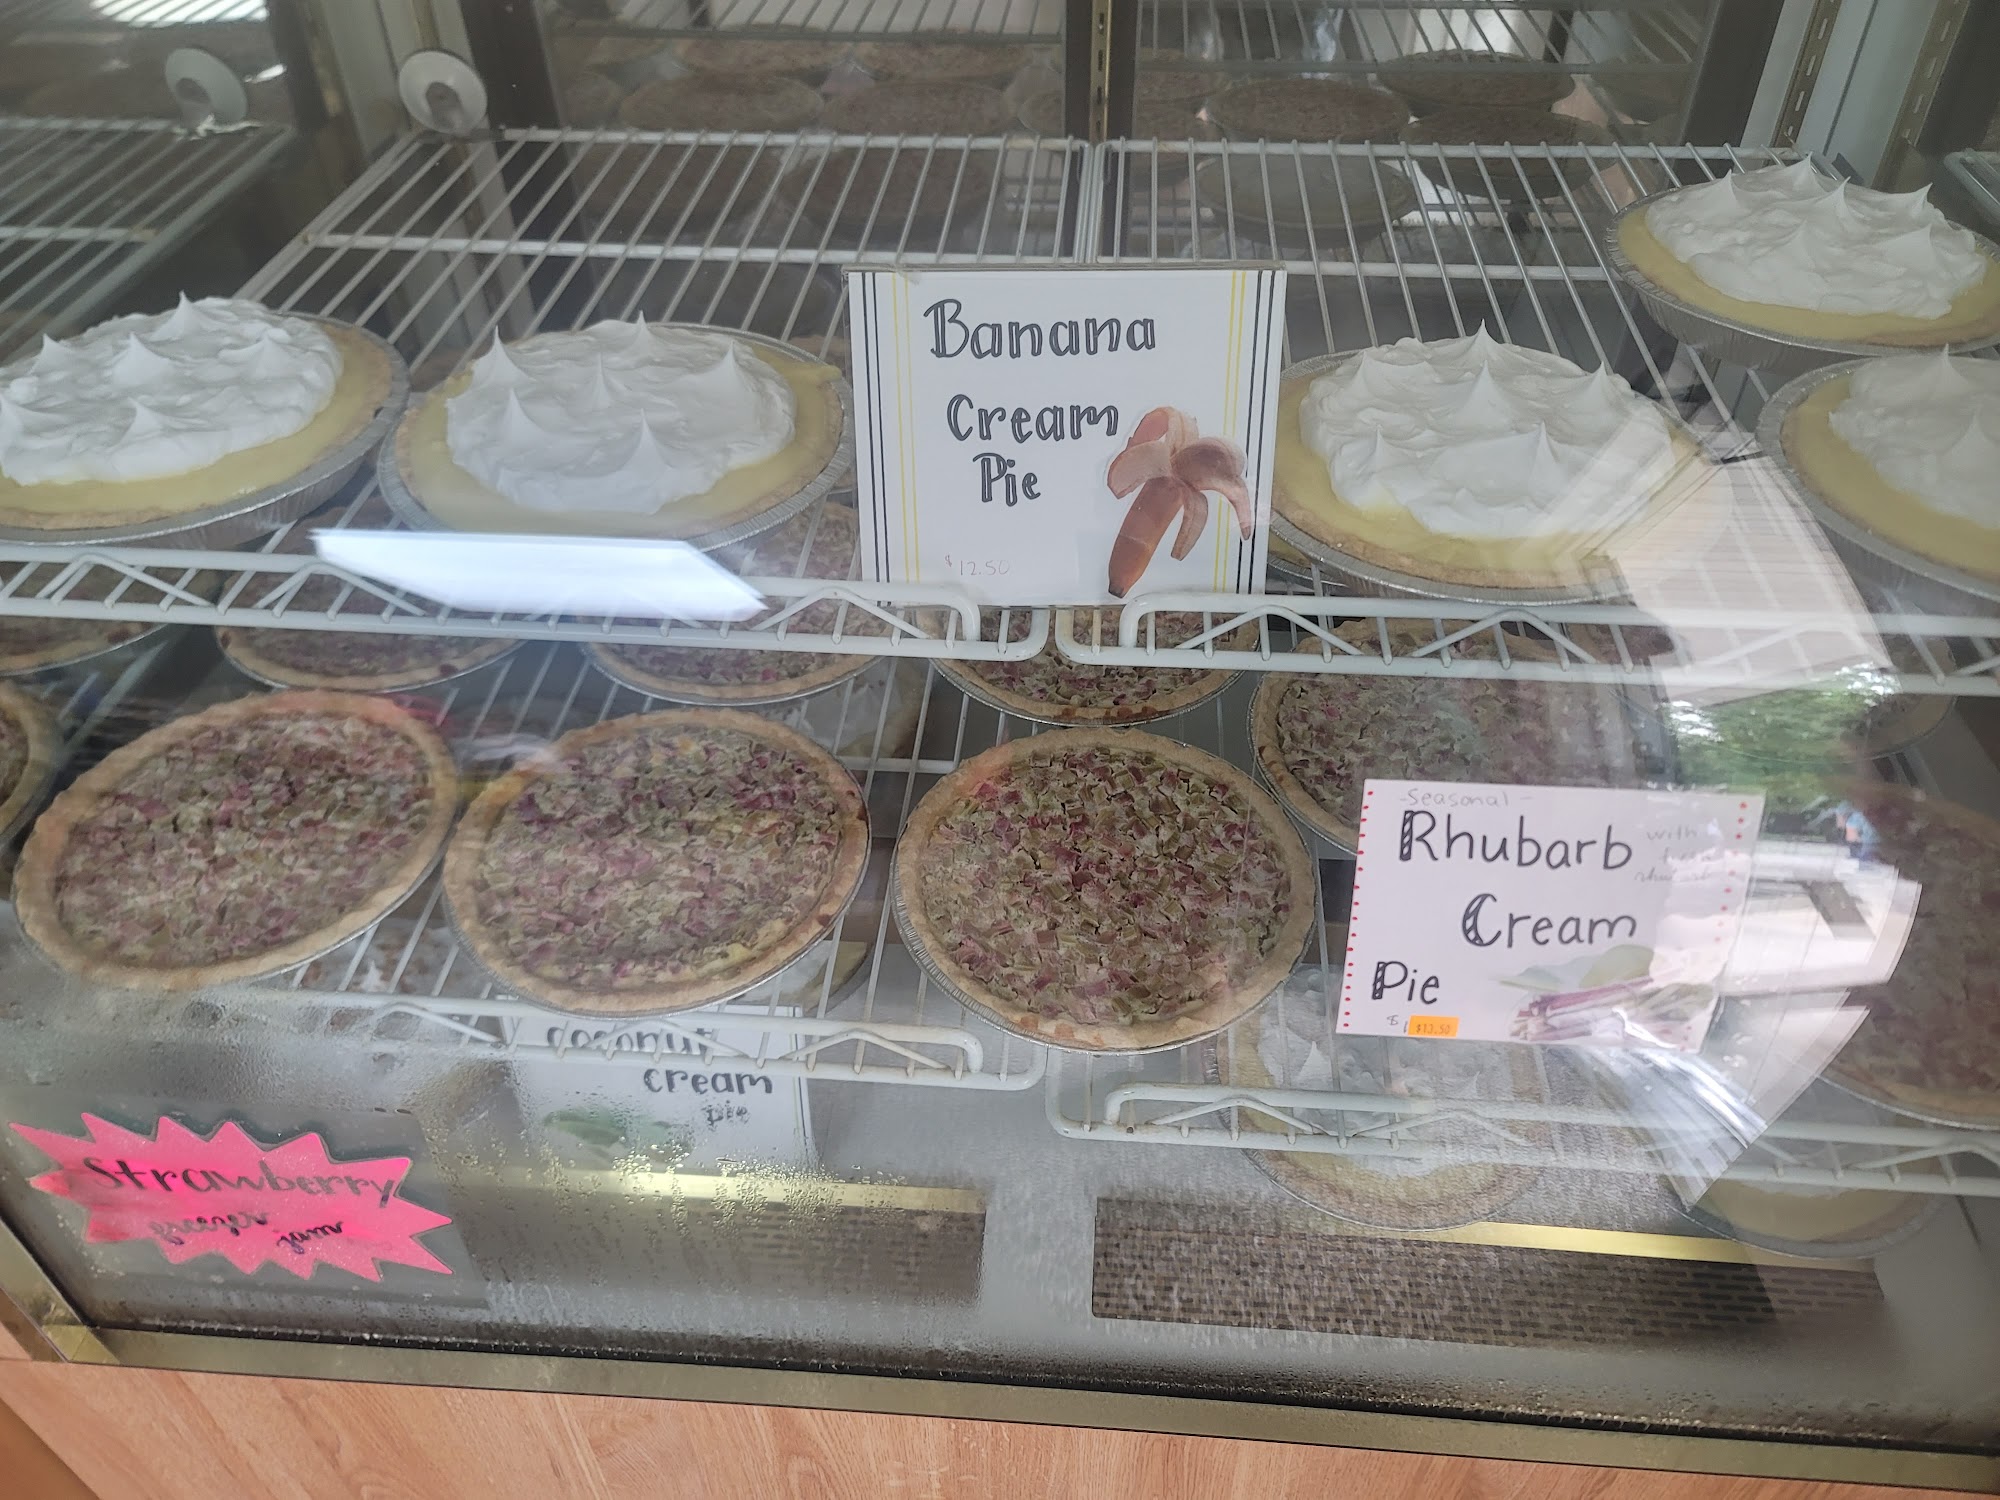 Banana
Cream
Pie
$12.50
-Seasonal-
Rhubarb
with
Cream
Pie
$13.50
coconut
cream
pie
Strawberry
freezer
jam